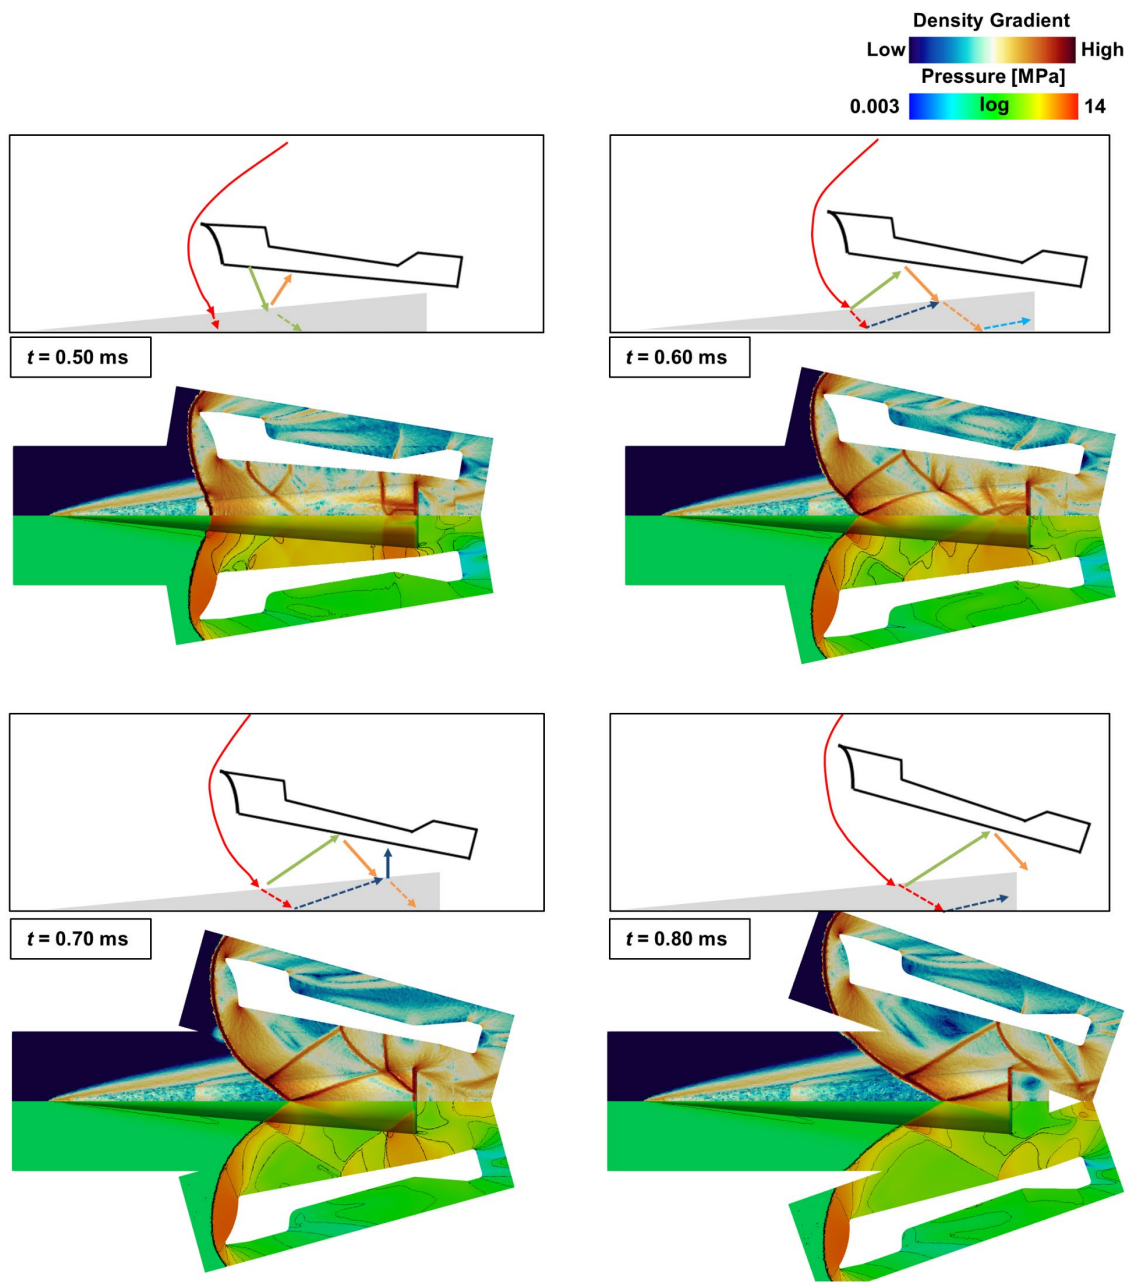 Density Gradient
Low High
Pressure [MPa]
0.003 log 14
t = 0.50 ms
t = 0.60 ms
t = 0.70 ms
t = 0.80 ms